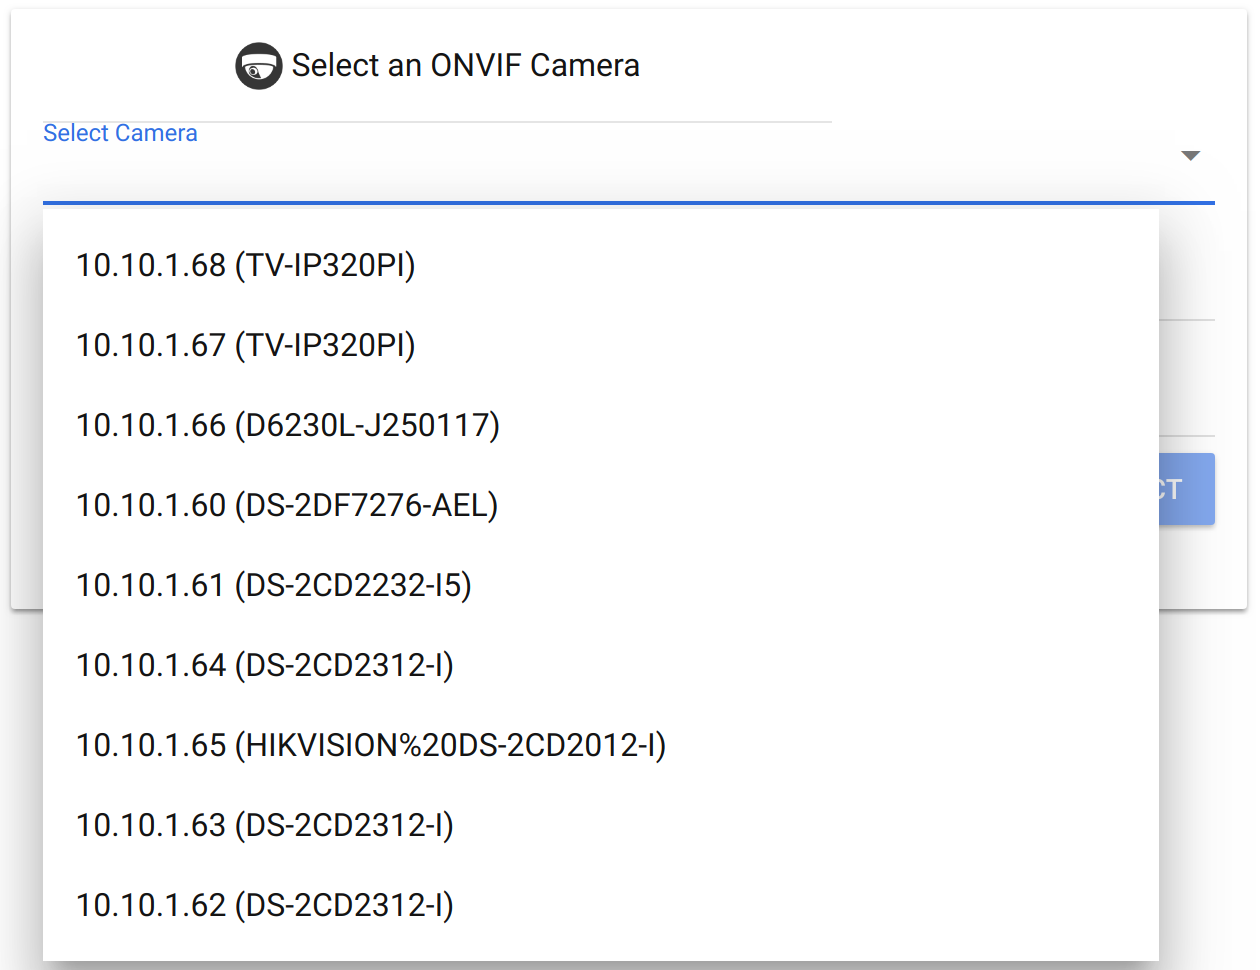 Select an ONVIF Camera
Select Camera
10.10.1.68 (TV-IP320PI)
10.10.1.67 (TV-IP320PI)
10.10.1.66 (D6230L-J250117)
10.10.1.60 (DS-2DF7276-AEL)
CT
10.10.1.61 (DS-2CD2232-I5)
10.10.1.64 (DS-2CD2312-I)
10.10.1.65 (HIKVISION%20DS-2CD2012-I)
10.10.1.63 (DS-2CD2312-I)
10.10.1.62 (DS-2CD2312-I)